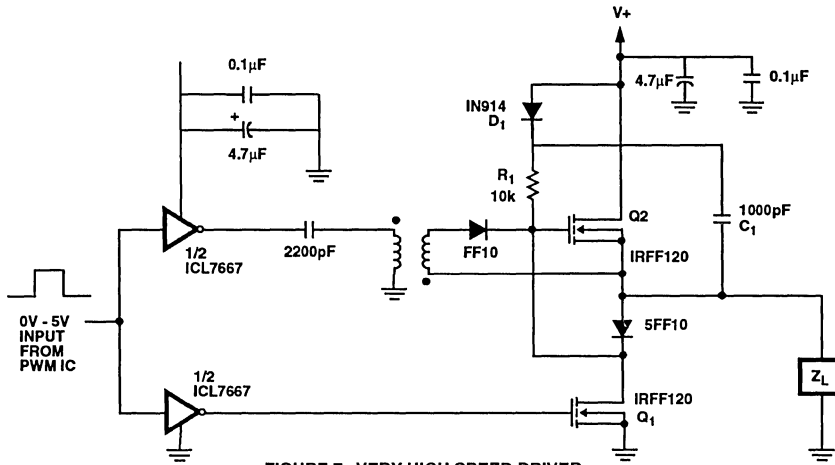 V+
0.1µF
+
4.7µF
4.7µF
0.1µF
IN914
D1
R1
10k
1000pF
C1
Q2
IRFF120
1/2
ICL7667
2200pF
FF10
5FF10
0V - 5V
INPUT
FROM
PWM IC
1/2
ICL7667
IRFF120
Q1
ZL